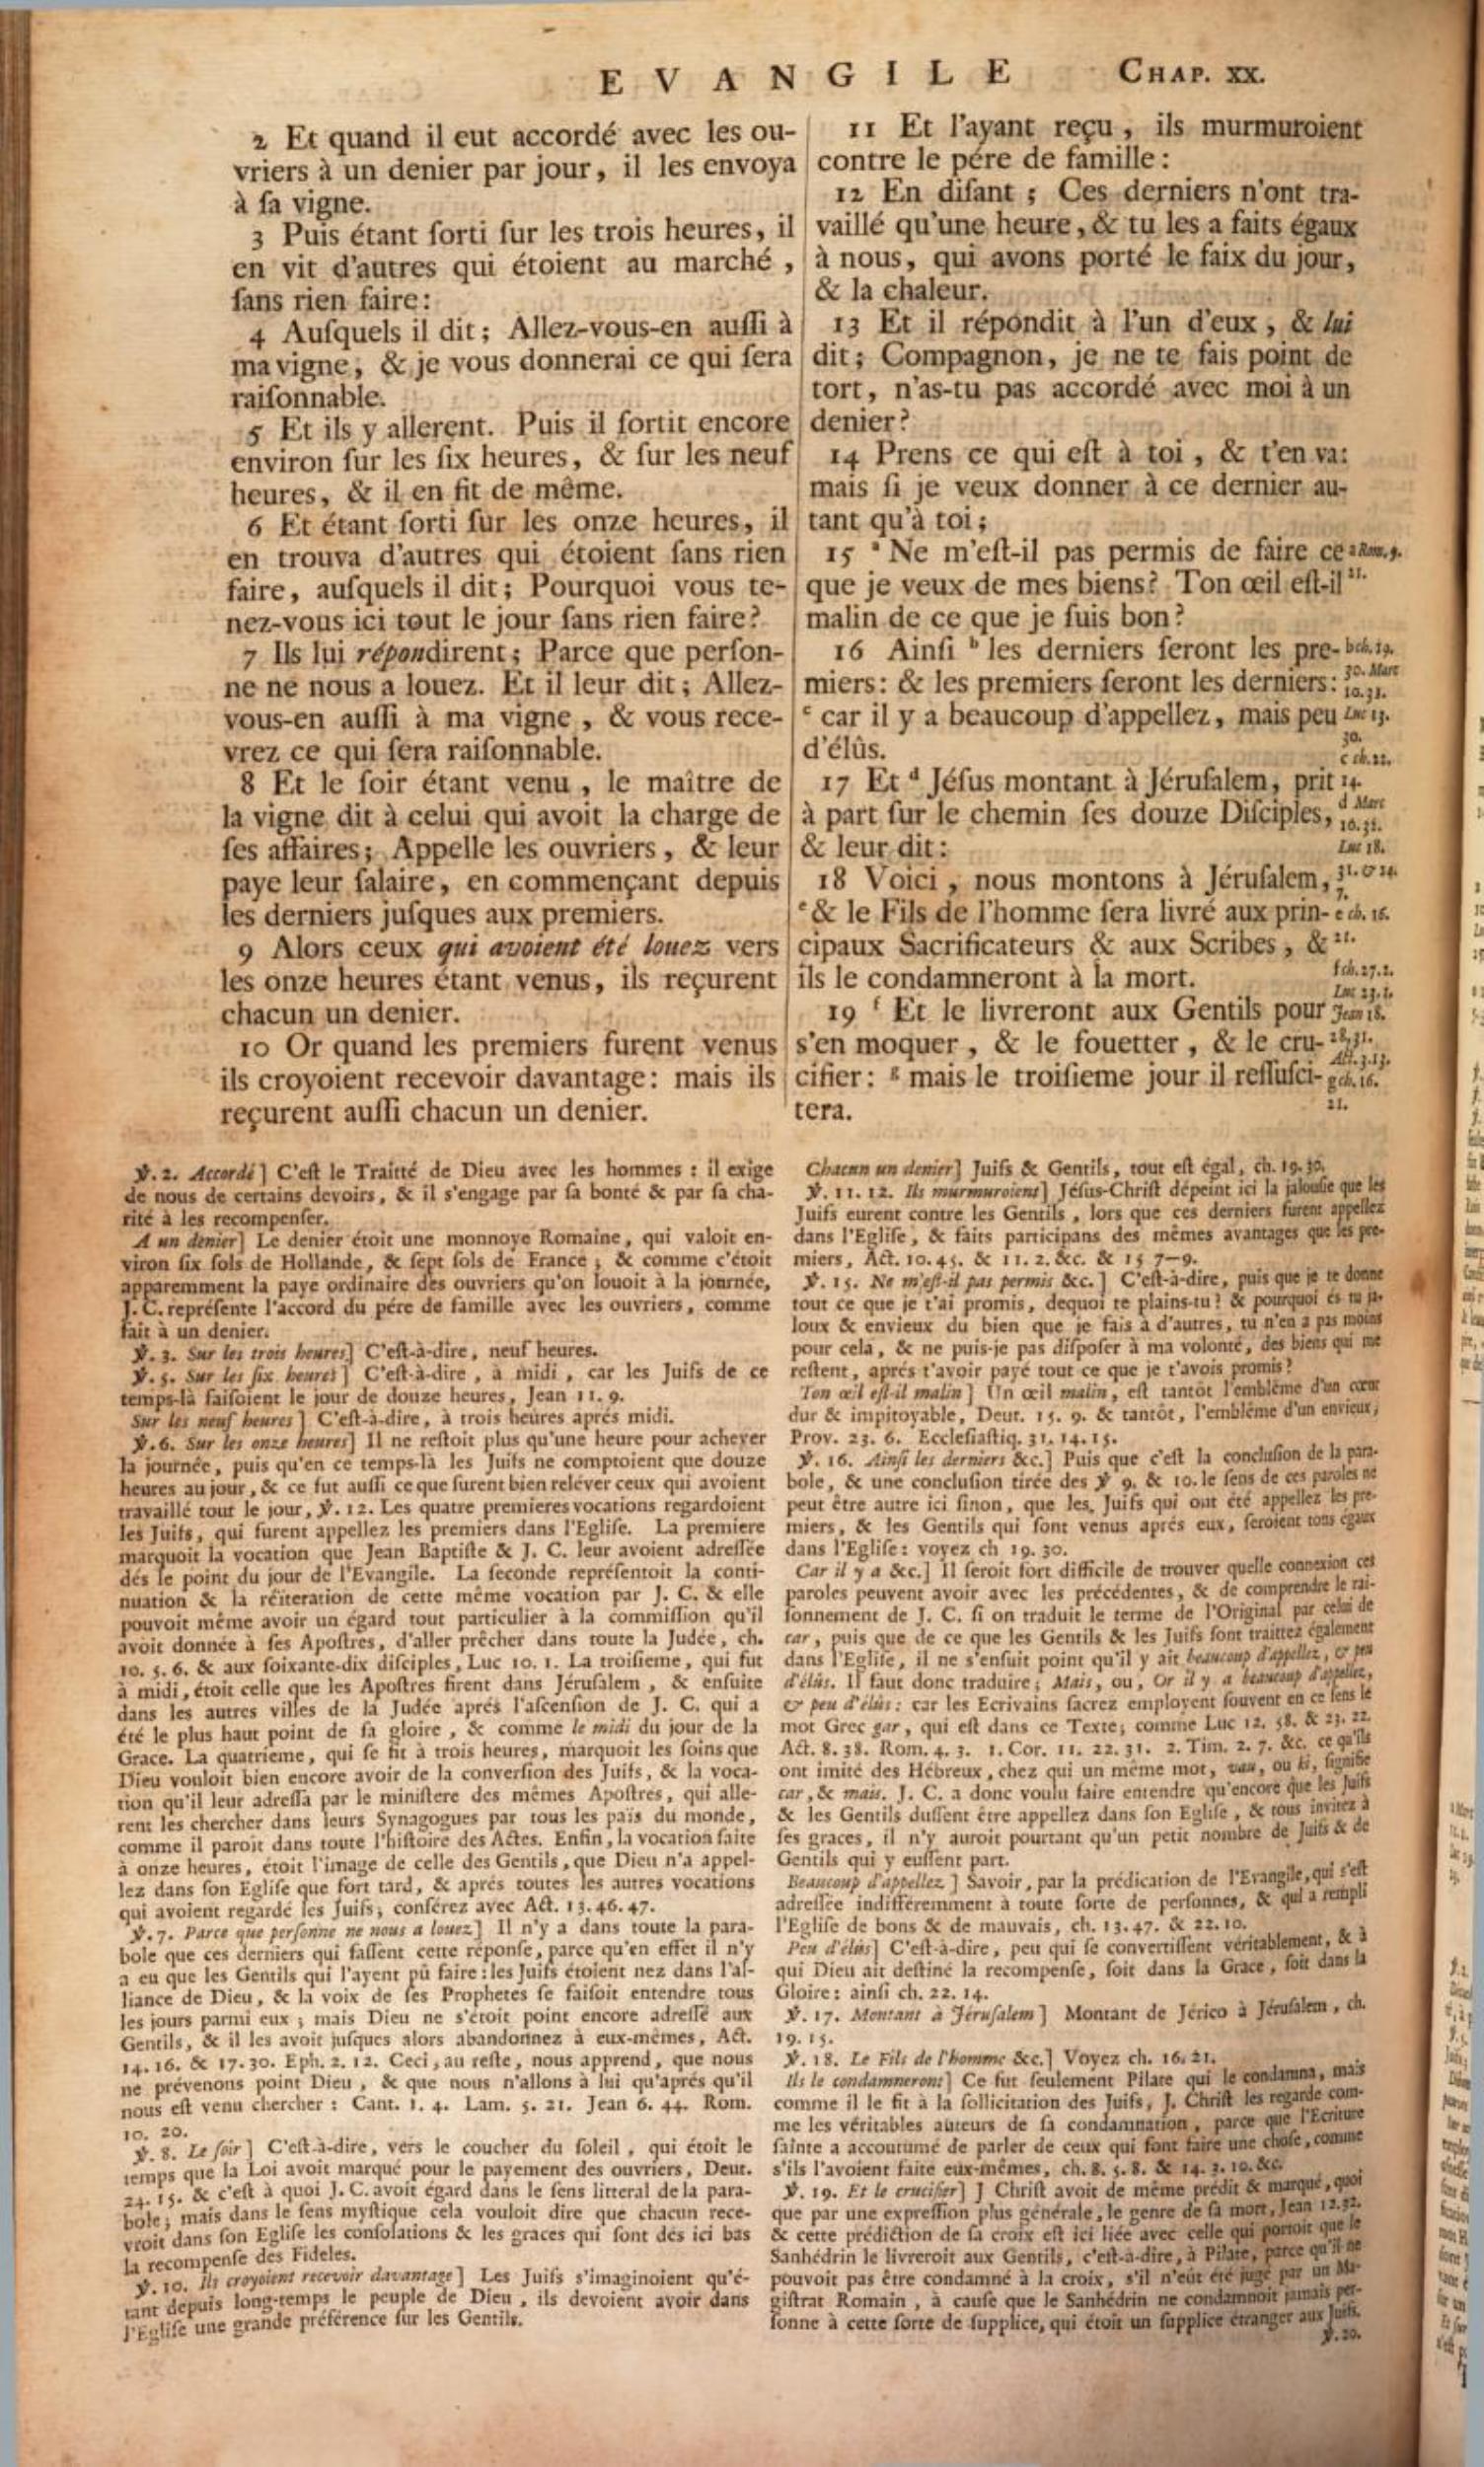 EVANGILE CHAP. XX.
2 Et quand il eut accordé avec les ou-
vriers à un denier par jour, il les envoya
à ſa vigne.
3 Puis étant ſorti ſur les trois heures, il
en vit d'autres qui étoient au marché,
ſans rien faire:
4 Auſquels il dit; Allez-vous-en auſſi à
ma vigne, & je vous donnerai ce qui ſera
raiſonnable.
5 Et ils y allerent. Puis il ſortit encore
environ ſur les ſix heures, & ſur les neuf
heures, & il en fit de même.
6 Et étant ſorti ſur les onze heures, il
en trouva d'autres qui étoient ſans rien
faire, auſquels il dit; Pourquoi vous te-
nez-vous ici tout le jour ſans rien faire?
7 Ils lui répondirent; Parce que perſon-
ne ne nous a louez. Et il leur dit; Allez-
vous-en auſſi à ma vigne, & vous rece-
vrez ce qui ſera raiſonnable.
8 Et le ſoir étant venu, le maître de
la vigne dit à celui qui avoit la charge de
ſes affaires; Appelle les ouvriers, & leur
paye leur ſalaire, en commençant depuis
les derniers juſques aux premiers.
9 Alors ceux qui avoient été louez vers
les onze heures étant venus, ils reçurent
chacun un denier.
10 Or quand les premiers furent venus
ils croyoient recevoir davantage: mais ils
reçurent auſſi chacun un denier.
11 Et l'ayant reçu, ils murmuroient
contre le pére de famille:
12 En diſant; Ces derniers n'ont tra-
vaillé qu'une heure, & tu les a faits égaux
à nous, qui avons porté le faix du jour,
& la chaleur.
13 Et il répondit à l'un d'eux, & lui
dit; Compagnon, je ne te fais point de
tort, n'as-tu pas accordé avec moi à un
denier?
14 Prens ce qui eſt à toi, & t'en va:
mais ſi je veux donner à ce dernier au-
tant qu'à toi;
15 a Ne m'eſt-il pas permis de faire ce
que je veux de mes biens? Ton œil eſt-il
malin de ce que je ſuis bon?
16 Ainſi b les derniers ſeront les pre-
miers: & les premiers ſeront les derniers:
c car il y a beaucoup d'appellez, mais peu
d'élûs.
17 Et d Jéſus montant à Jéruſalem, prit
à part ſur le chemin ſes douze Diſciples,
& leur dit:
18 Voici, nous montons à Jéruſalem,
e & le Fils de l'homme ſera livré aux prin-
cipaux Sacrificateurs & aux Scribes, &
ils le condamneront à la mort.
19 f Et le livreront aux Gentils pour
s'en moquer, & le fouetter, & le cru-
cifier: g mais le troiſieme jour il reſſuſci-
tera.
a Rom. 9.
21.
b ch. 19.
30. Marc
10. 31.
Luc 13.
30.
c ch. 22.
14.
d Marc
10. 32.
Luc 18.
31. & 24.
7.
e ch. 16.
21.
f ch. 27. 2.
Luc 23. 1.
Jean 18.
28, 31.
Act. 3. 13.
g ch. 16.
21.
℣. 2. Accordé] C'eſt le Traitté de Dieu avec les hommes: il exige
de nous de certains devoirs, & il s'engage par ſa bonté & par ſa cha-
rité à les recompenſer.
A un denier] Le denier étoit une monnoye Romaine, qui valoit en-
viron ſix ſols de Hollande, & ſept ſols de France; & comme c'étoit
apparemment la paye ordinaire des ouvriers qu'on louoit à la journée,
J. C. repréſente l'accord du pére de famille avec les ouvriers, comme
fait à un denier.
℣. 3. Sur les trois heures] C'eſt-à-dire, neuf heures.
℣. 5. Sur les ſix heures] C'eſt-à-dire, à midi, car les Juifs de ce
temps-là faiſoient le jour de douze heures, Jean 11. 9.
Sur les neuf heures] C'eſt-à-dire, à trois heures aprés midi.
℣. 6. Sur les onze heures] Il ne reſtoit plus qu'une heure pour achever
la journée, puis qu'en ce temps-là les Juifs ne comptoient que douze
heures au jour, & ce fut auſſi ce que ſurent bien reléver ceux qui avoient
travaillé tout le jour, ℣. 12. Les quatre premieres vocations regardoient
les Juifs, qui furent appellez les premiers dans l'Egliſe. La premiere
marquoit la vocation que Jean Baptiſte & J. C. leur avoient adreſſée
dés le point du jour de l'Evangile. La ſeconde repréſentoit la conti-
nuation & la réïteration de cette même vocation par J. C. & elle
pouvoit même avoir un égard tout particulier à la commiſſion qu'il
avoit donnée à ſes Apoſtres, d'aller prêcher dans toute la Judée, ch.
10. 5. 6. & aux ſoixante-dix diſciples, Luc 10. 1. La troiſieme, qui fut
à midi, étoit celle que les Apoſtres firent dans Jéruſalem, & enſuite
dans les autres villes de la Judée aprés l'aſcenſion de J. C. qui a
été le plus haut point de ſa gloire, & comme le midi du jour de la
Grace. La quatrieme, qui ſe fit à trois heures, marquoit les ſoins que
Dieu vouloit bien encore avoir de la converſion des Juifs, & la voca-
tion qu'il leur adreſſa par le miniſtere des mêmes Apoſtres, qui alle-
rent les chercher dans leurs Synagogues par tous les païs du monde,
comme il paroit dans toute l'hiſtoire des Actes. Enfin, la vocation faite
à onze heures, étoit l'image de celle des Gentils, que Dieu n'a appel-
lez dans ſon Egliſe que fort tard, & aprés toutes les autres vocations
qui avoient regardé les Juifs; conférez avec Act. 13. 46. 47.
℣. 7. Parce que perſonne ne nous a louez] Il n'y a dans toute la para-
bole que ces derniers qui faſſent cette réponſe, parce qu'en effet il n'y
a eu que les Gentils qui l'ayent pû faire: les Juifs étoient nez dans l'al-
liance de Dieu, & la voix de ſes Prophetes ſe faiſoit entendre tous
les jours parmi eux; mais Dieu ne s'étoit point encore adreſſé aux
Gentils, & il les avoit juſques alors abandonnez à eux-mêmes, Act.
14. 16. & 17. 30. Eph. 2. 12. Ceci, au reſte, nous apprend, que nous
ne prévenons point Dieu, & que nous n'allons à lui qu'aprés qu'il
nous eſt venu chercher: Cant. 1. 4. Lam. 5. 21. Jean 6. 44. Rom.
10. 20.
℣. 8. Le ſoir] C'eſt-à-dire, vers le coucher du ſoleil, qui étoit le
temps que la Loi avoit marqué pour le payement des ouvriers, Deut.
24. 15. & c'eſt à quoi J. C. avoit égard dans le ſens litteral de la para-
bole; mais dans le ſens myſtique cela vouloit dire que chacun rece-
vroit dans ſon Egliſe les conſolations & les graces qui ſont dés ici bas
la recompenſe des Fideles.
℣. 10. Ils croyoient recevoir davantage] Les Juifs s'imaginoient qu'é-
tant depuis long-temps le peuple de Dieu, ils devoient avoir dans
l'Egliſe une grande préférence ſur les Gentils.
Chacun un denier] Juifs & Gentils, tout eſt égal, ch. 19. 30.
℣. 11. 12. Ils murmuroient] Jéſus-Chriſt dépeint ici la jalouſie que les
Juifs eurent contre les Gentils, lors que ces derniers furent appellez
dans l'Egliſe, & faits participans des mêmes avantages que les pre-
miers, Act. 10. 45. & 11. 2. &c. & 15 7—9.
℣. 15. Ne m'eſt-il pas permis &c.] C'eſt-à-dire, puis que je te donne
tout ce que je t'ai promis, dequoi te plains-tu? & pourquoi és tu ja-
loux & envieux du bien que je fais à d'autres, tu n'en a pas moins
pour cela, & ne puis-je pas diſpoſer à ma volonté, des biens qui me
reſtent, aprés t'avoir payé tout ce que je t'avois promis?
Ton œil eſt-il malin] Un œil malin, eſt tantôt l'emblême d'un cœur
dur & impitoyable, Deut. 15. 9. & tantôt, l'emblême d'un envieux,
Prov. 23. 6. Eccleſiaſtiq. 31. 14. 15.
℣. 16. Ainſi les derniers &c.] Puis que c'eſt la concluſion de la para-
bole, & une concluſion tirée des ℣ 9. & 10. le ſens de ces paroles ne
peut être autre ici ſinon, que les Juifs qui ont été appellez les pre-
miers, & les Gentils qui ſont venus aprés eux, ſeroient tous égaux
dans l'Egliſe: voyez ch 19. 30.
Car il y a &c.] Il ſeroit fort difficile de trouver quelle connexion ces
paroles peuvent avoir avec les précédentes, & de comprendre le rai-
ſonnement de J. C. ſi on traduit le terme de l'Original par celui de
car, puis que de ce que les Gentils & les Juifs ſont traittez également
dans l'Egliſe, il ne s'enſuit point qu'il y ait beaucoup d'appellez, & peu
d'élûs. Il faut donc traduire; Mais, ou, Or il y a beaucoup d'appellez,
& peu d'élûs: car les Ecrivains ſacrez employent ſouvent en ce ſens le
mot Grec gar, qui eſt dans ce Texte; comme Luc 12. 58. & 23. 22.
Act. 8. 38. Rom. 4. 3. 1. Cor. 11. 22. 31. 2. Tim. 2. 7. &c. ce qu'ils
ont imité des Hébreux, chez qui un même mot, vau, ou ki, ſignifie
car, & mais. J. C. a donc voulu faire entendre qu'encore que les Juifs
& les Gentils duſſent être appellez dans ſon Egliſe, & tous invitez à
ſes graces, il n'y auroit pourtant qu'un petit nombre de Juifs & de
Gentils qui y euſſent part.
Beaucoup d'appellez] Savoir, par la prédication de l'Evangile, qui s'eſt
adreſſée indifféremment à toute ſorte de perſonnes, & qui a rempli
l'Egliſe de bons & de mauvais, ch. 13. 47. & 22. 10.
Peu d'élûs] C'eſt-à-dire, peu qui ſe convertiſſent véritablement, & à
qui Dieu ait deſtiné la recompenſe, ſoit dans la Grace, ſoit dans la
Gloire: ainſi ch. 22. 14.
℣. 17. Montant à Jéruſalem] Montant de Jérico à Jéruſalem, ch.
19. 15.
℣. 18. Le Fils de l'homme &c.] Voyez ch. 16. 21.
Ils le condamneront] Ce fut ſeulement Pilate qui le condamna, mais
comme il le fit à la ſollicitation des Juifs, J. Chriſt les regarde com-
me les véritables auteurs de ſa condamnation, parce que l'Ecriture
ſainte a accoutumé de parler de ceux qui font faire une choſe, comme
s'ils l'avoient faite eux-mêmes, ch. 8. 5. 8. & 14. 3. 10. &c.
℣. 19. Et le crucifier] J Chriſt avoit de même prédit & marqué, quoi
que par une expreſſion plus générale, le genre de ſa mort, Jean 12. 32.
& cette prédiction de ſa croix eſt ici liée avec celle qui portoit que le
Sanhédrin le livreroit aux Gentils, c'eſt-à-dire, à Pilate, parce qu'il ne
pouvoit pas être condamné à la croix, s'il n'eût été jugé par un Ma-
giſtrat Romain, à cauſe que le Sanhédrin ne condamnoit jamais per-
ſonne à cette ſorte de ſupplice, qui étoit un ſupplice étranger aux Juifs.
℣. 20.